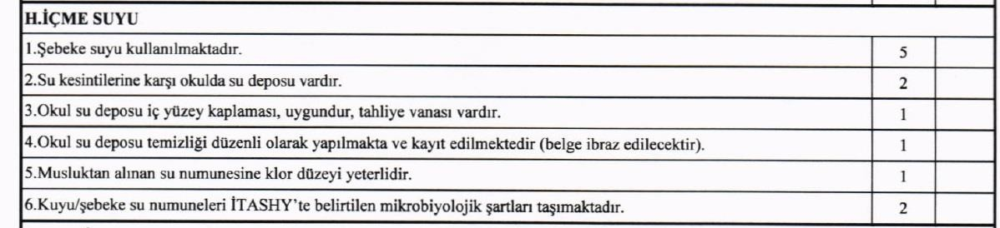 H.İÇME SUYU
1.Şebeke suyu kullanılmaktadır. 5
2.Su kesintilerine karşı okulda su deposu vardır. 2
3.Okul su deposu iç yüzey kaplaması, uygundur, tahliye vanası vardır. 1
4.Okul su deposu temizliği düzenli olarak yapılmakta ve kayıt edilmektedir (belge ibraz edilecektir). 1
5.Musluktan alınan su numunesine klor düzeyi yeterlidir. 1
6.Kuyu/şebeke su numuneleri İTASHY'te belirtilen mikrobiyolojik şartları taşımaktadır. 2